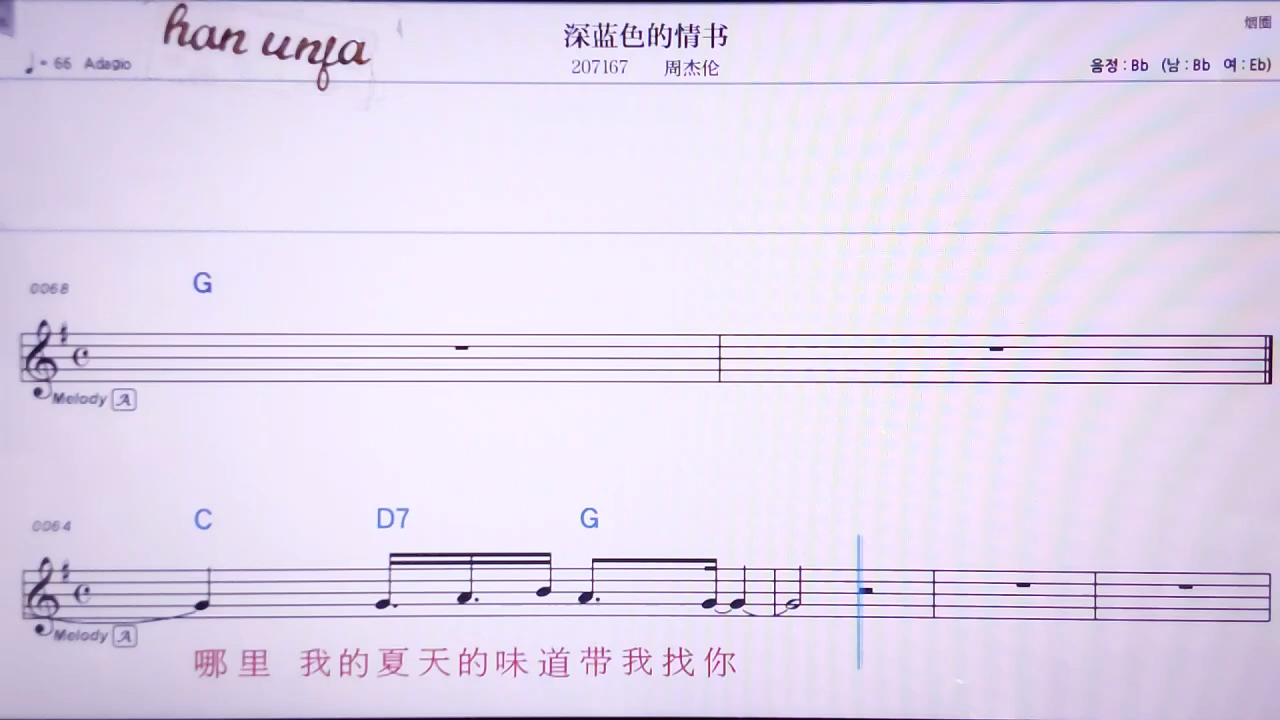 han unfa
深蓝色的情书
烟圈
♩= 66 Adagio
207167 周杰伦
음정 : Bb (남 : Bb 여 : Eb)
0068
G
Melody A
0064
C D7 G
Melody A
哪里 我的夏天的味道带我找你